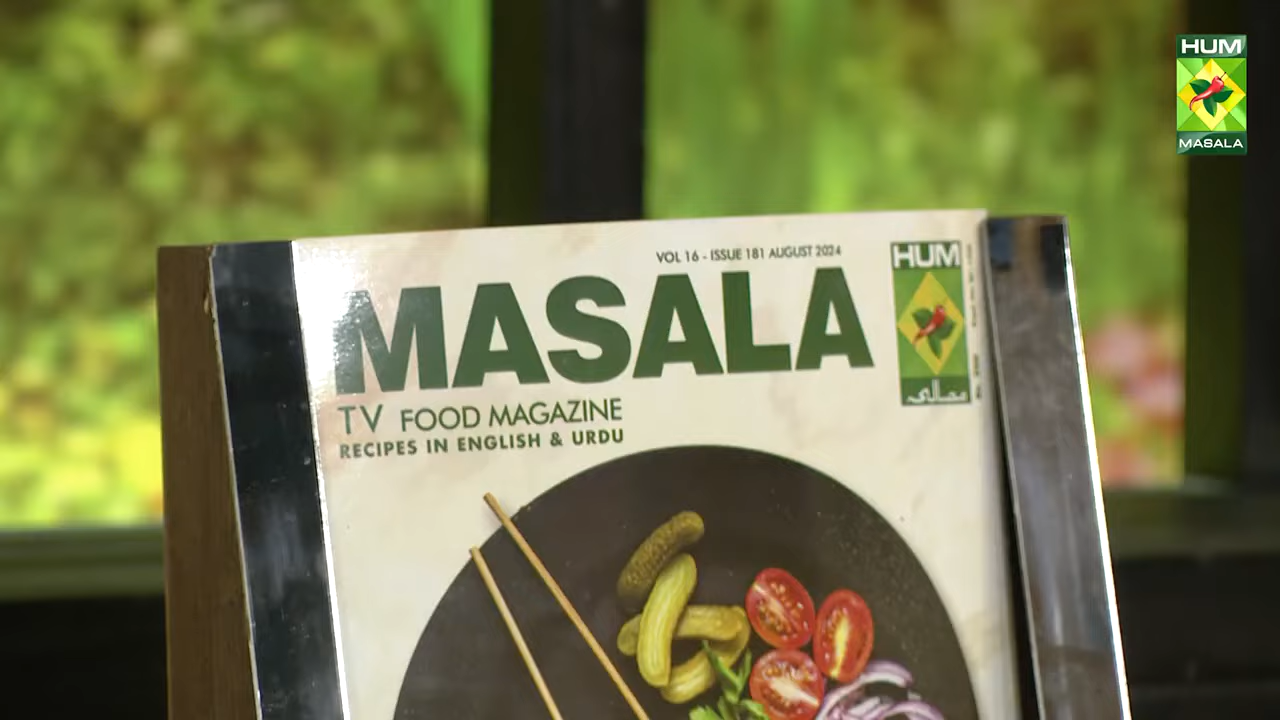 HUM
MASALA
VOL 16 - ISSUE 181 AUGUST 2024
HUM
MASALA
مصالحہ
TV FOOD MAGAZINE
RECIPES IN ENGLISH & URDU